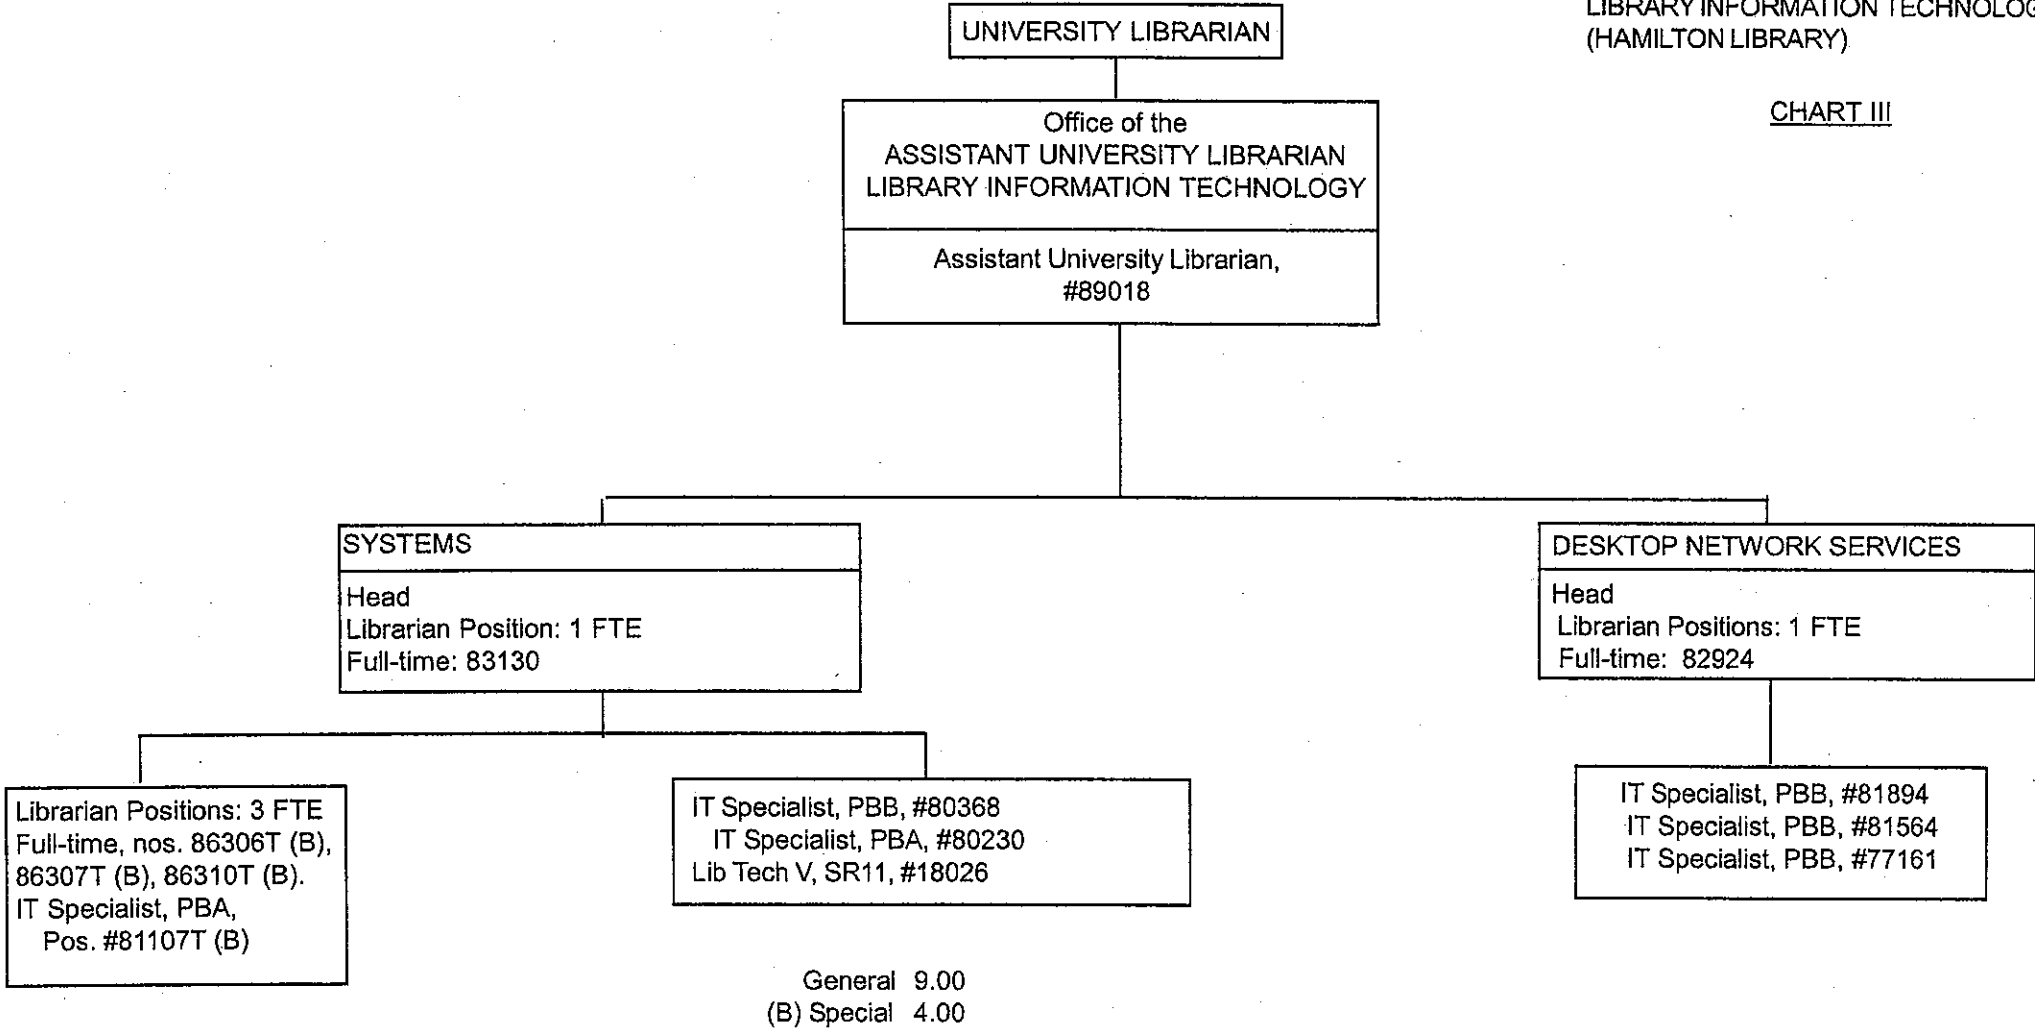 UNIVERSITY LIBRARIAN
LIBRARY INFORMATION
(HAMILTON LIBRARY)
CHART III
Office of the
ASSISTANT UNIVERSITY LIBRARIAN
LIBRARY INFORMATION TECHNOLOGY
Assistant University Librarian,
#89018
SYSTEMS
Head
Librarian Position: 1 FTE
Full-time: 83130
DESKTOP NETWORK SERVICES
Head
Librarian Positions: 1 FTE
Full-time: 82924
Librarian Positions: 3 FTE
Full-time, nos. 86306T (B),
86307T (B), 86310T (B).
IT Specialist, PBA,
Pos. #81107T (B)
IT Specialist, PBB, #80368
IT Specialist, PBA, #80230
Lib Tech V, SR11, #18026
IT Specialist, PBB, #81894
IT Specialist, PBB, #81564
IT Specialist, PBB, #77161
General 9.00
(B) Special 4.00